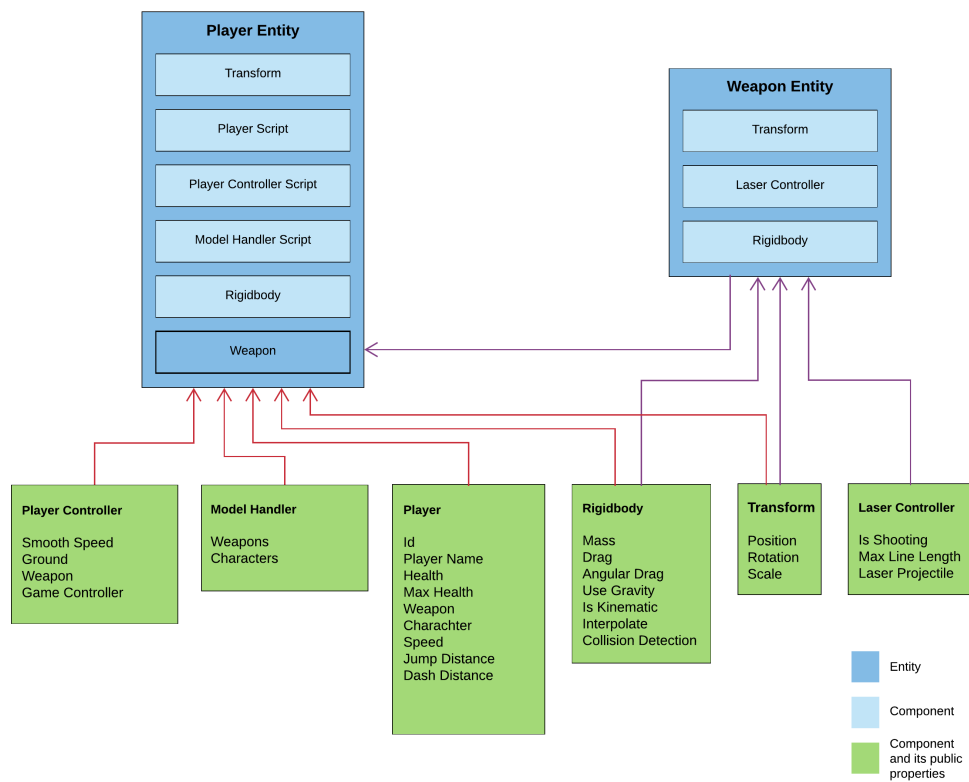 Player Entity
Transform
Player Script
Player Controller Script
Model Handler Script
Rigidbody
Weapon
Weapon Entity
Transform
Laser Controller
Rigidbody
Player Controller
Smooth Speed
Ground
Weapon
Game Controller
Model Handler
Weapons
Characters
Player
Id
Player Name
Health
Max Health
Weapon
Charachter
Speed
Jump Distance
Dash Distance
Rigidbody
Mass
Drag
Angular Drag
Use Gravity
Is Kinematic
Interpolate
Collision Detection
Transform
Position
Rotation
Scale
Laser Controller
Is Shooting
Max Line Length
Laser Projectile
Entity
Component
Component
and its public
properties